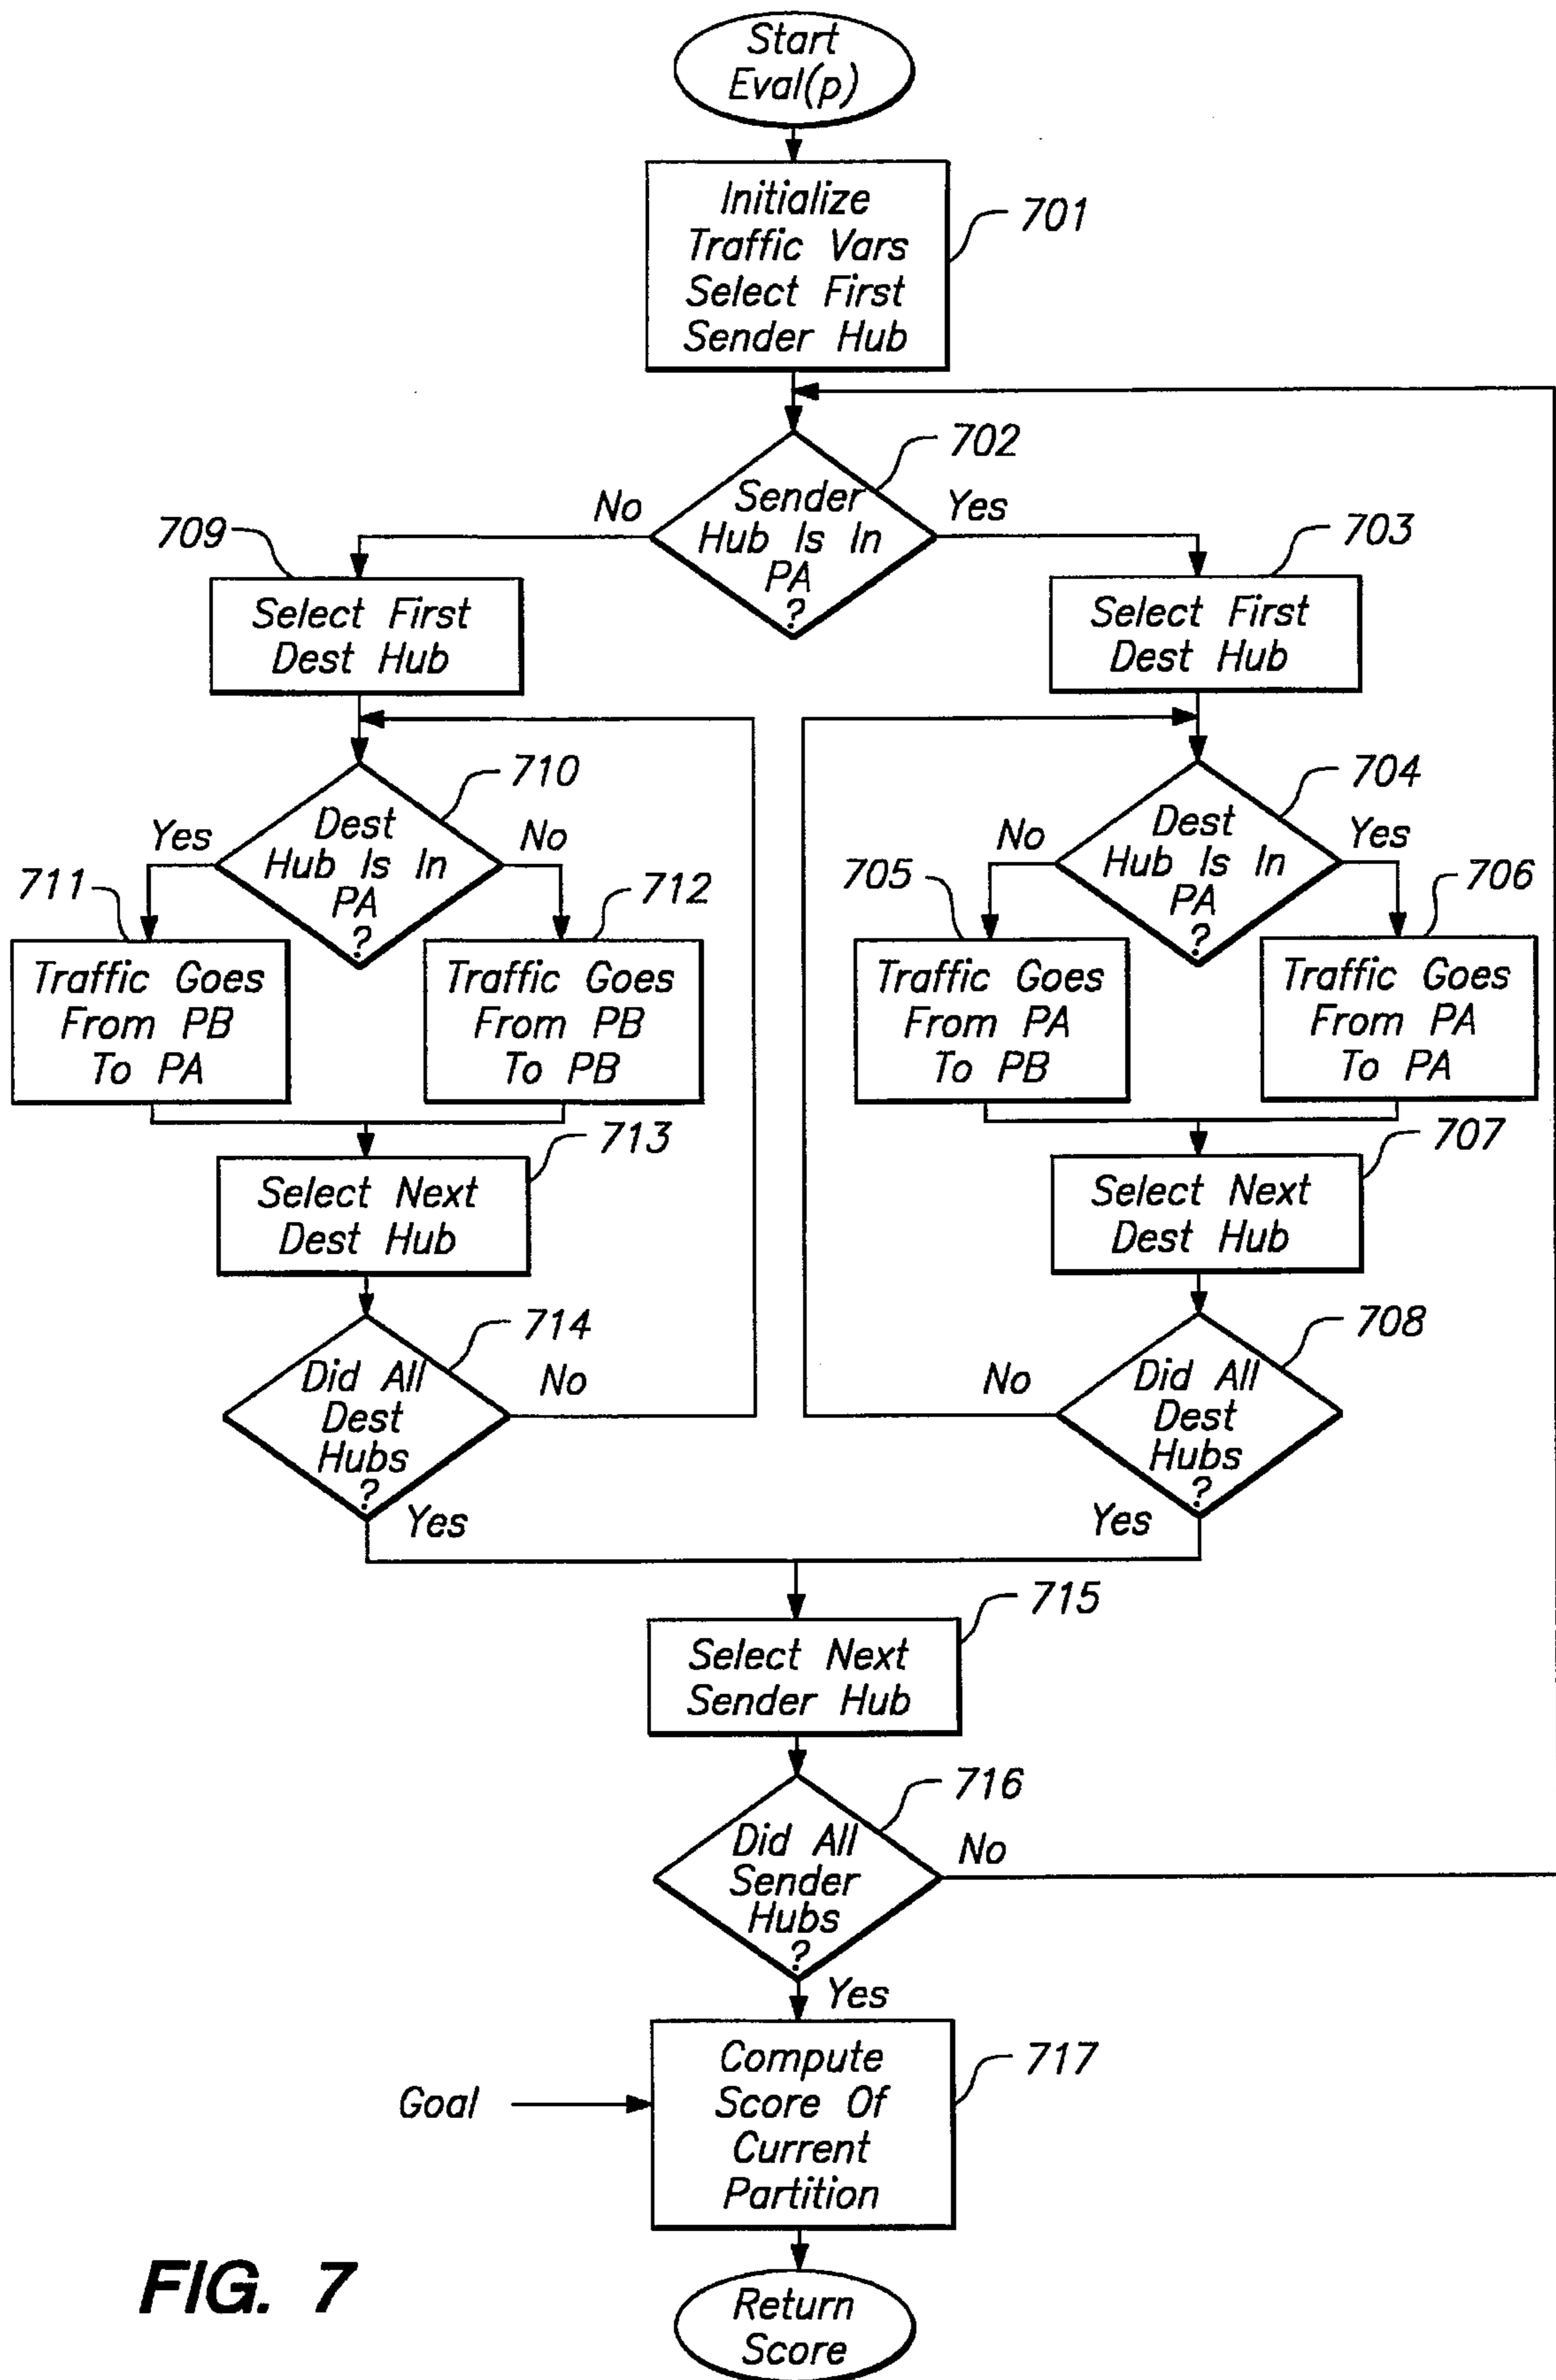 Start
Eval(p)
Initialize
Traffic Vars
Select First
Sender Hub
701
702
Sender
Hub Is In
PA
?
No
Yes
709
Select First
Dest Hub
703
Select First
Dest Hub
710
Dest
Hub Is In
PA
?
Yes
No
704
Dest
Hub Is In
PA
?
No
Yes
711
Traffic Goes
From PB
To PA
712
Traffic Goes
From PB
To PB
705
Traffic Goes
From PA
To PB
706
Traffic Goes
From PA
To PA
713
Select Next
Dest Hub
707
Select Next
Dest Hub
714
Did All
Dest
Hubs
?
No
Yes
708
Did All
Dest
Hubs
?
No
Yes
715
Select Next
Sender Hub
716
Did All
Sender
Hubs
?
No
Yes
717
Compute
Score Of
Current
Partition
Goal
Return
Score
FIG. 7